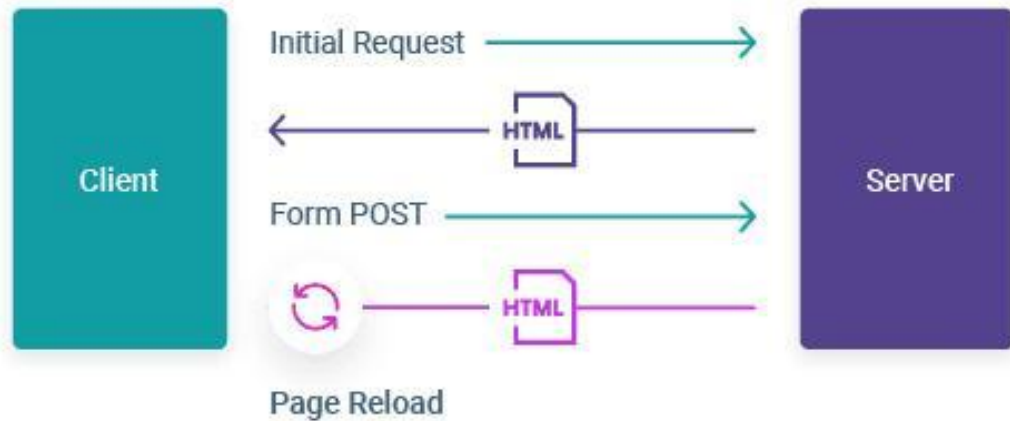 Initial Request
HTML
Client
Server
Form POST
HTML
Page Reload